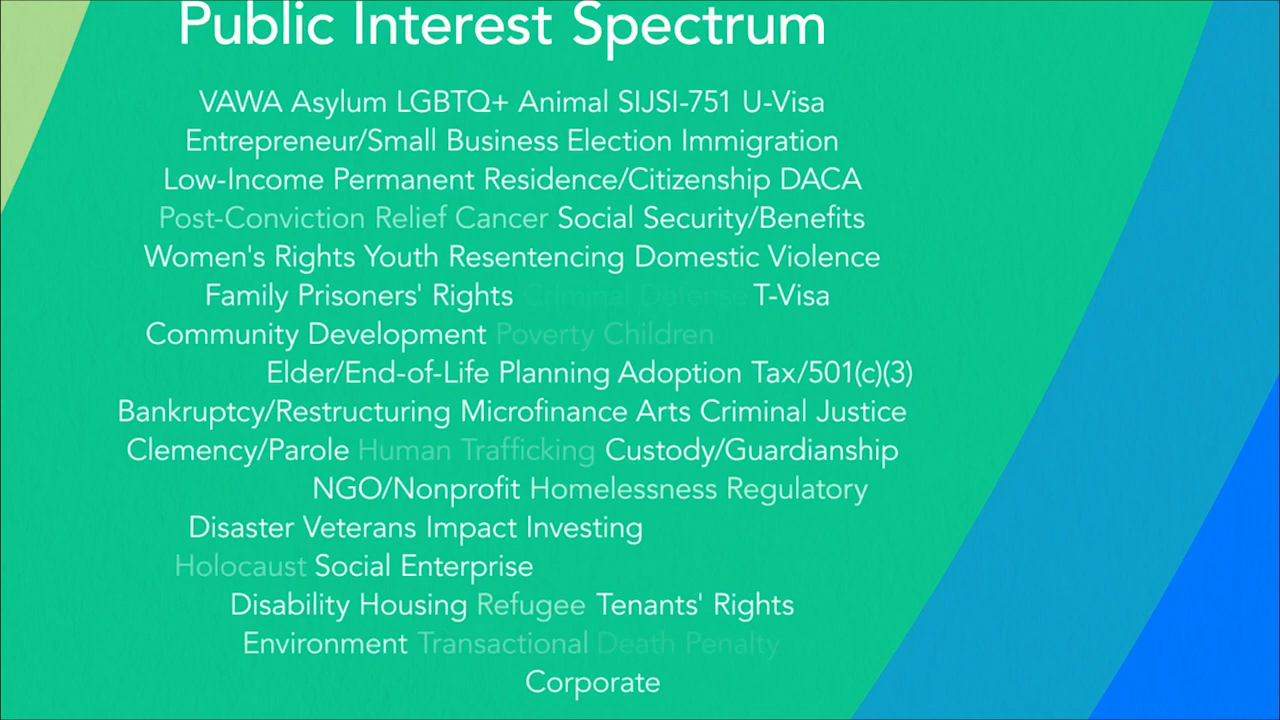 Public Interest Spectrum
VAWA Asylum LGBTQ+ Animal SIJSI-751 U-Visa
Entrepreneur/Small Business Election Immigration
Low-Income Permanent Residence/Citizenship DACA
Post-Conviction Relief Cancer Social Security/Benefits
Women's Rights Youth Resentencing Domestic Violence
Family Prisoners' Rights Criminal Defense T-Visa
Community Development Poverty Children
Elder/End-of-Life Planning Adoption Tax/501(c)(3)
Bankruptcy/Restructuring Microfinance Arts Criminal Justice
Clemency/Parole Human Trafficking Custody/Guardianship
NGO/Nonprofit Homelessness Regulatory
Disaster Veterans Impact Investing
Holocaust Social Enterprise
Disability Housing Refugee Tenants' Rights
Environment Transactional Death Penalty
Corporate